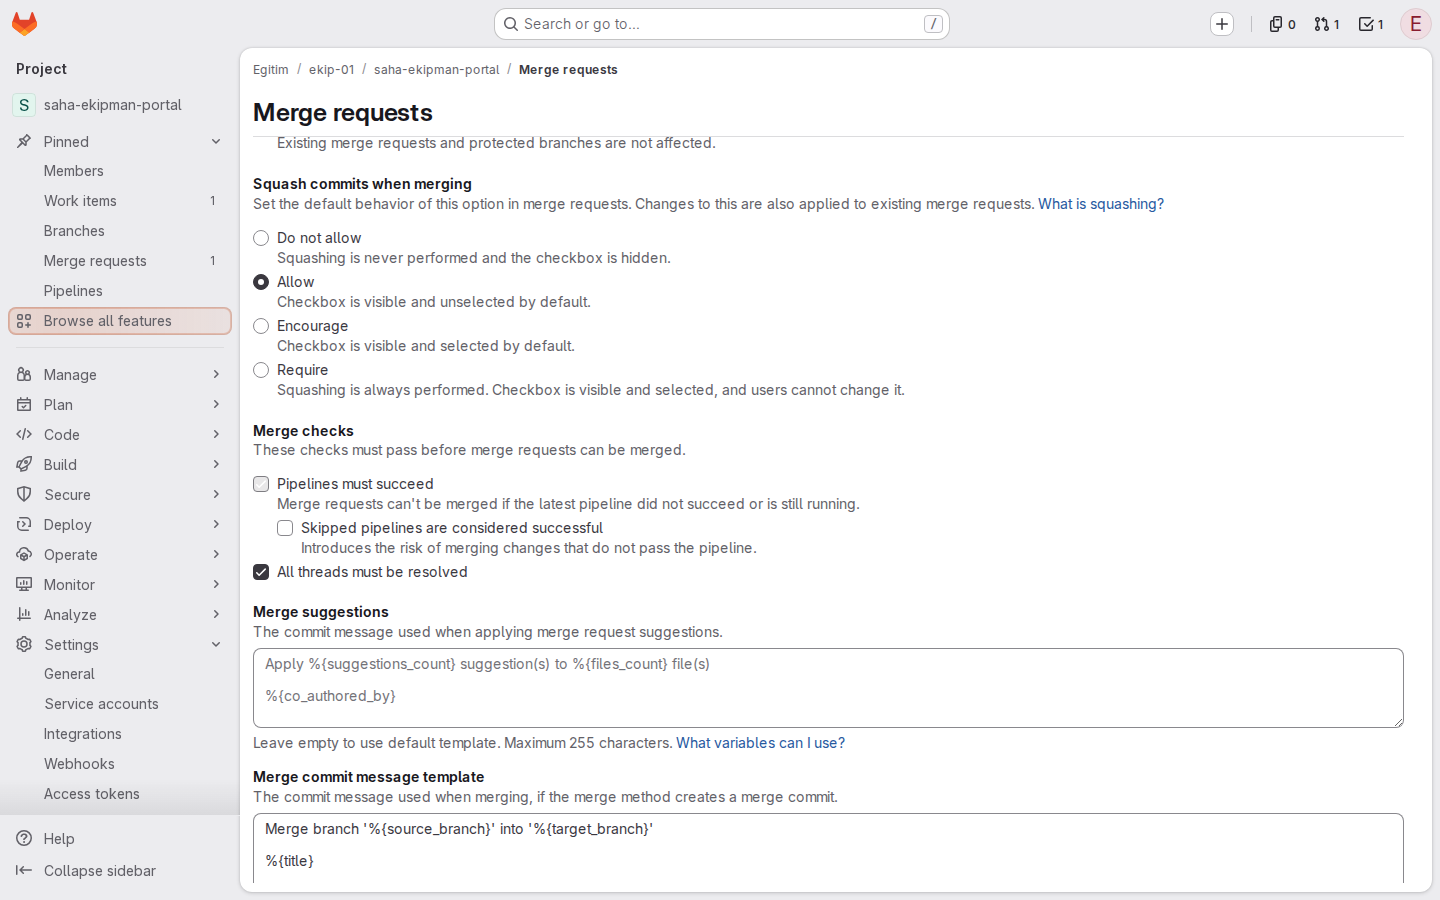 Search or go to...
/
0
1
1
E
Project
S
saha-ekipman-portal
Pinned
Members
Work items 1
Branches
Merge requests 1
Pipelines
Browse all features
Manage
Plan
Code
Build
Secure
Deploy
Operate
Monitor
Analyze
Settings
General
Service accounts
Integrations
Webhooks
Access tokens
Help
Collapse sidebar
Egitim / ekip-01 / saha-ekipman-portal / Merge requests
Merge requests
Existing merge requests and protected branches are not affected.
Squash commits when merging
Set the default behavior of this option in merge requests. Changes to this are also applied to existing merge requests. What is squashing?
Do not allow
Squashing is never performed and the checkbox is hidden.
Allow
Checkbox is visible and unselected by default.
Encourage
Checkbox is visible and selected by default.
Require
Squashing is always performed. Checkbox is visible and selected, and users cannot change it.
Merge checks
These checks must pass before merge requests can be merged.
Pipelines must succeed
Merge requests can't be merged if the latest pipeline did not succeed or is still running.
Skipped pipelines are considered successful
Introduces the risk of merging changes that do not pass the pipeline.
All threads must be resolved
Merge suggestions
The commit message used when applying merge request suggestions.
Apply %{suggestions_count} suggestion(s) to %{files_count} file(s)
%{co_authored_by}
Leave empty to use default template. Maximum 255 characters. What variables can I use?
Merge commit message template
The commit message used when merging, if the merge method creates a merge commit.
Merge branch '%{source_branch}' into '%{target_branch}'
%{title}